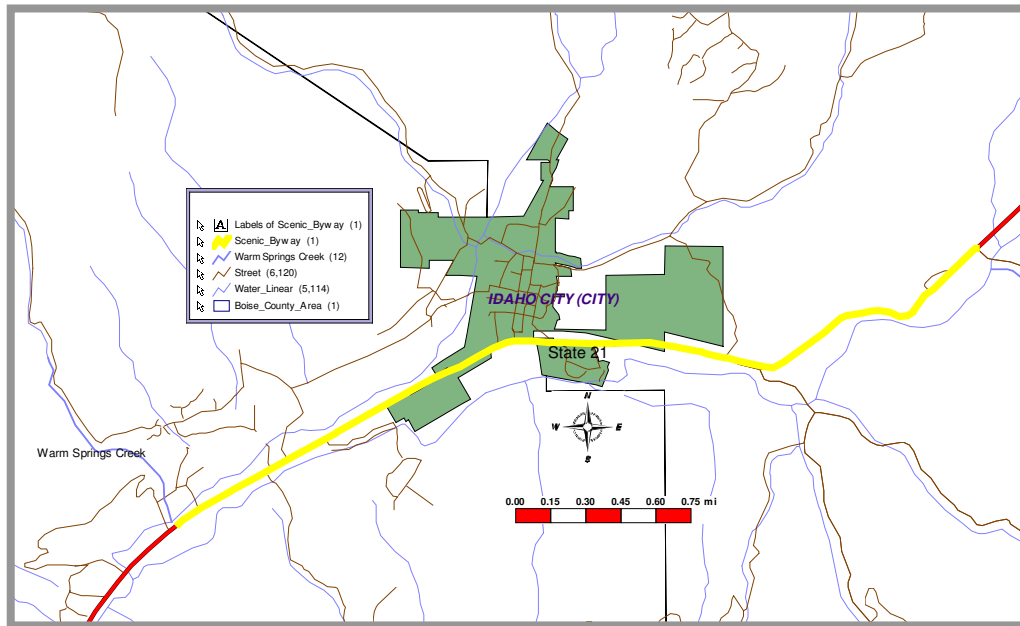 Labels of Scenic_Byway (1)
Scenic_Byway (1)
Warm Springs Creek (12)
Street (6,120)
Water_Linear (5,114)
Boise_County_Area (1)
IDAHO CITY (CITY)
State 21
N
W E
S
Warm Springs Creek
0.00 0.15 0.30 0.45 0.60 0.75 mi